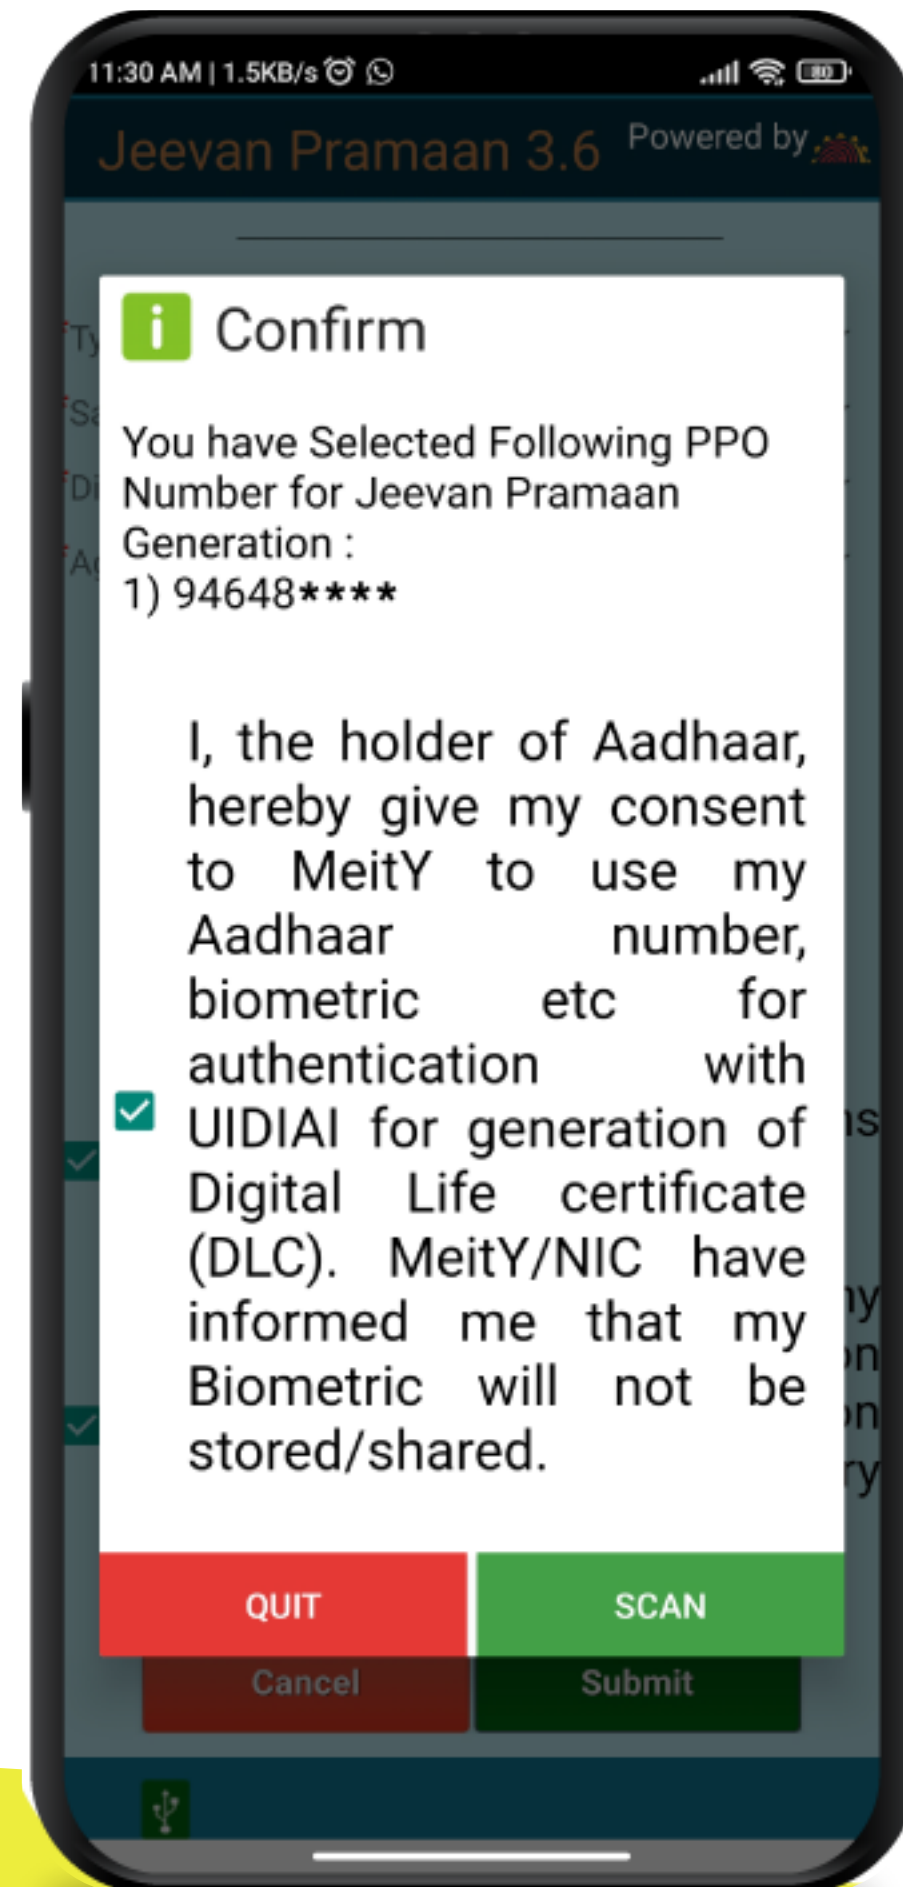 11:30 AM | 1.5KB/s
80
Jeevan Pramaan 3.6 Powered by
Confirm
You have Selected Following PPO
Number for Jeevan Pramaan
Generation :
1) 94648****
I, the holder of Aadhaar,
hereby give my consent
to MeitY to use my
Aadhaar number,
biometric etc for
authentication with
UIDIAI for generation of
Digital Life certificate
(DLC). MeitY/NIC have
informed me that my
Biometric will not be
stored/shared.
QUIT SCAN
Cancel Submit